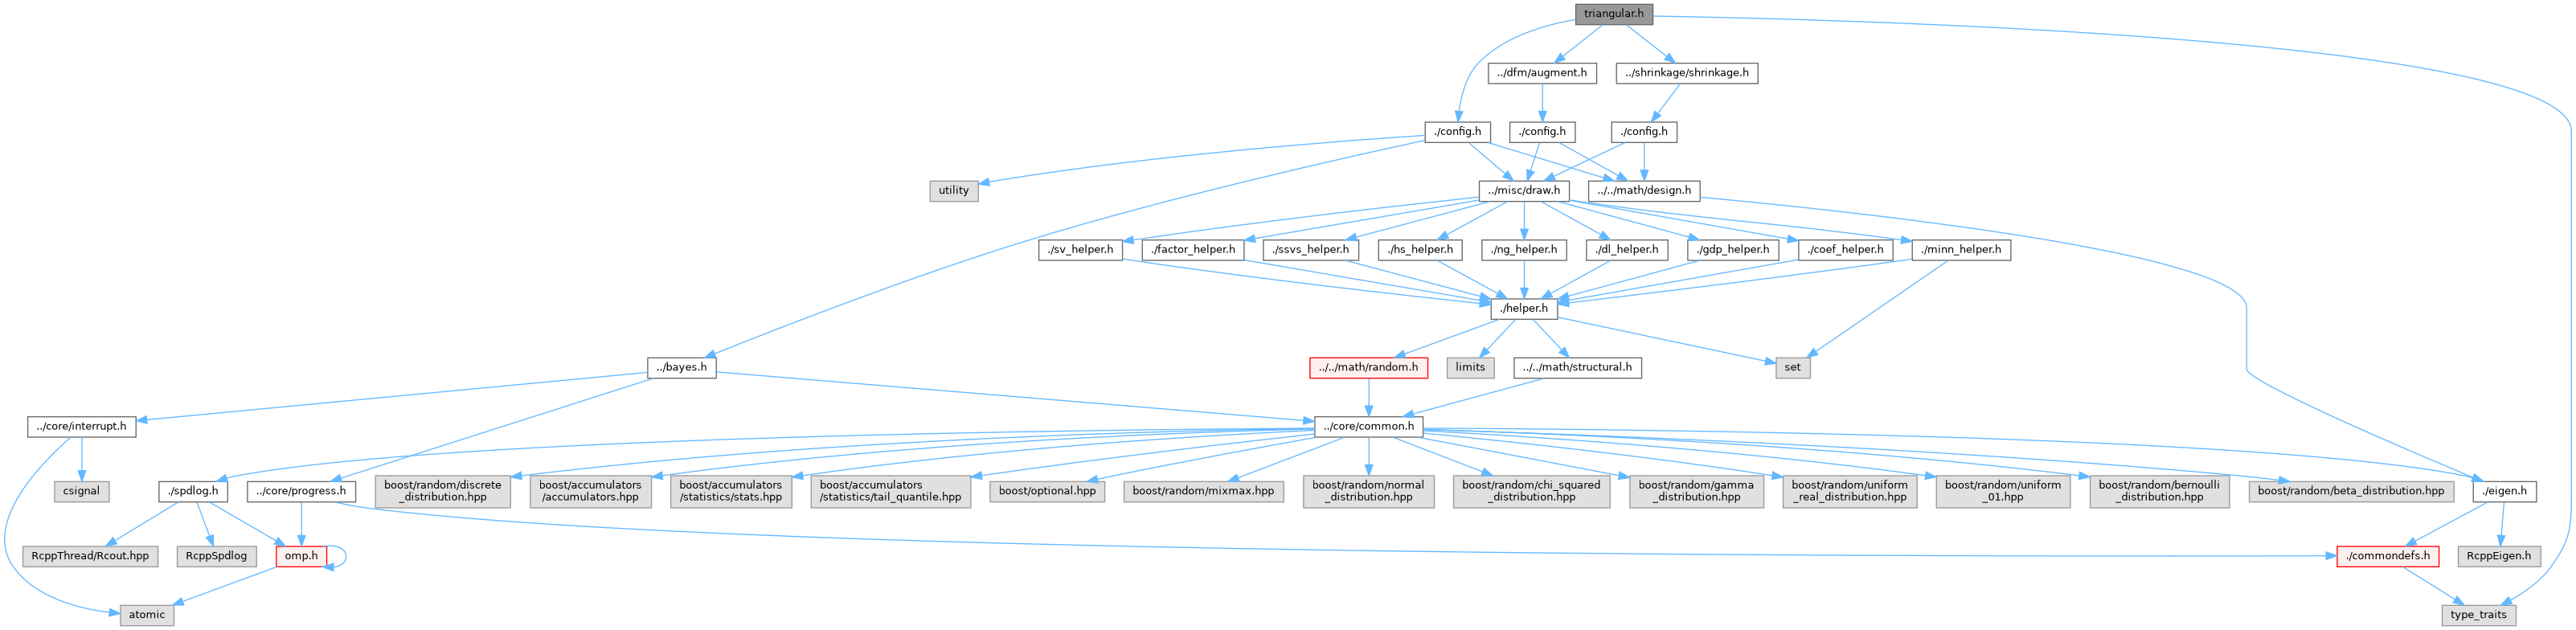 triangular.h
../dfm/augment.h
../shrinkage/shrinkage.h
./config.h
./config.h
./config.h
utility
../misc/draw.h
../../math/design.h
./sv_helper.h
./factor_helper.h
./ssvs_helper.h
./hs_helper.h
./ng_helper.h
./dl_helper.h
./gdp_helper.h
./coef_helper.h
./minn_helper.h
./helper.h
../bayes.h
../../math/random.h
limits
../../math/structural.h
set
../core/interrupt.h
../core/common.h
csignal
./spdlog.h
../core/progress.h
boost/random/discrete
_distribution.hpp
boost/accumulators
/accumulators.hpp
boost/accumulators
/statistics/stats.hpp
boost/accumulators
/statistics/tail_quantile.hpp
boost/optional.hpp
boost/random/mixmax.hpp
boost/random/normal
_distribution.hpp
boost/random/chi_squared
_distribution.hpp
boost/random/gamma
_distribution.hpp
boost/random/uniform
_real_distribution.hpp
boost/random/uniform
_01.hpp
boost/random/bernoulli
_distribution.hpp
boost/random/beta_distribution.hpp
./eigen.h
RcppThread/Rcout.hpp
RcppSpdlog
omp.h
./commondefs.h
RcppEigen.h
atomic
type_traits